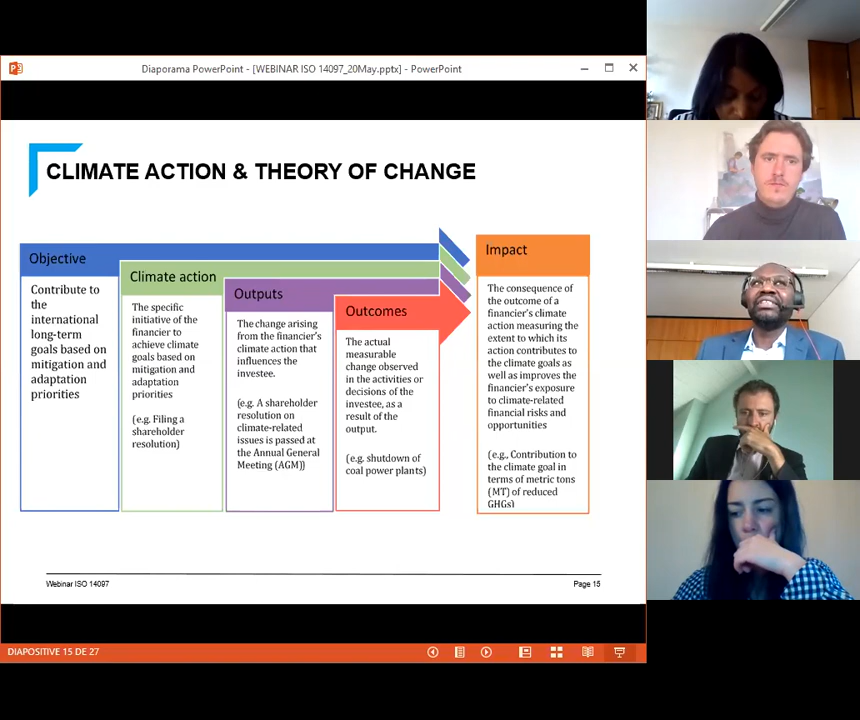 Diaporama PowerPoint - [WEBINAR ISO 14097_20May.pptx] - PowerPoint
CLIMATE ACTION & THEORY OF CHANGE
Objective
Contribute to
the
international
long-term
goals based on
mitigation and
adaptation
priorities
Climate action
The specific
initiative of the
financier to
achieve climate
goals based on
mitigation and
adaptation
priorities
(e.g. Filing a
shareholder
resolution)
Outputs
The change arising
from the financier's
climate action that
influences the
investee.
(e.g. A shareholder
resolution on
climate-related
issues is passed at
the Annual General
Meeting (AGM))
Outcomes
The actual
measurable
change observed
in the activities or
decisions of the
investee, as a
result of the
output.
(e.g. shutdown of
coal power plants)
Impact
The consequence of
the outcome of a
financier's climate
action measuring the
extent to which its
action contributes to
the climate goals as
well as improves the
financier's exposure
to climate-related
financial risks and
opportunities
(e.g., Contribution to
the climate goal in
terms of metric tons
(MT) of reduced
GHGs)
Webinar ISO 14097
Page 15
DIAPOSITIVE 15 DE 27